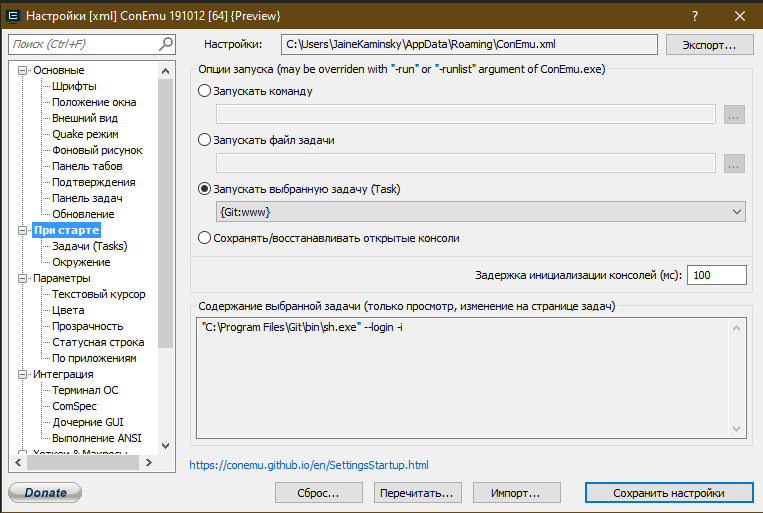 Настройки [xml] ConEmu 191012 [64] {Preview}
Поиск (Ctrl+F)
Настройки:
C:\Users\JaineKaminsky\AppData\Roaming\ConEmu.xml
Экспорт...
Основные
Шрифты
Положение окна
Внешний вид
Quake режим
Фоновый рисунок
Панель табов
Подтверждения
Панель задач
Обновление
При старте
Задачи (Tasks)
Окружение
Параметры
Текстовый курсор
Цвета
Прозрачность
Статусная строка
По приложениям
Интеграция
Терминал ОС
ComSpec
Дочерние GUI
Выполнение ANSI
Хоткеи & Макросы
Опции запуска (may be overriden with "-run" or "-runlist" argument of ConEmu.exe)
Запускать команду
...
Запускать файл задачи
...
Запускать выбранную задачу (Task)
{Git:www}
Сохранять/восстанавливать открытые консоли
Задержка инициализации консолей (мс):
100
Содержание выбранной задачи (только просмотр, изменение на странице задач)
"C:\Program Files\Git\bin\sh.exe" --login -i
https://conemu.github.io/en/SettingsStartup.html
Donate
Сброс...
Перечитать...
Импорт...
Сохранить настройки